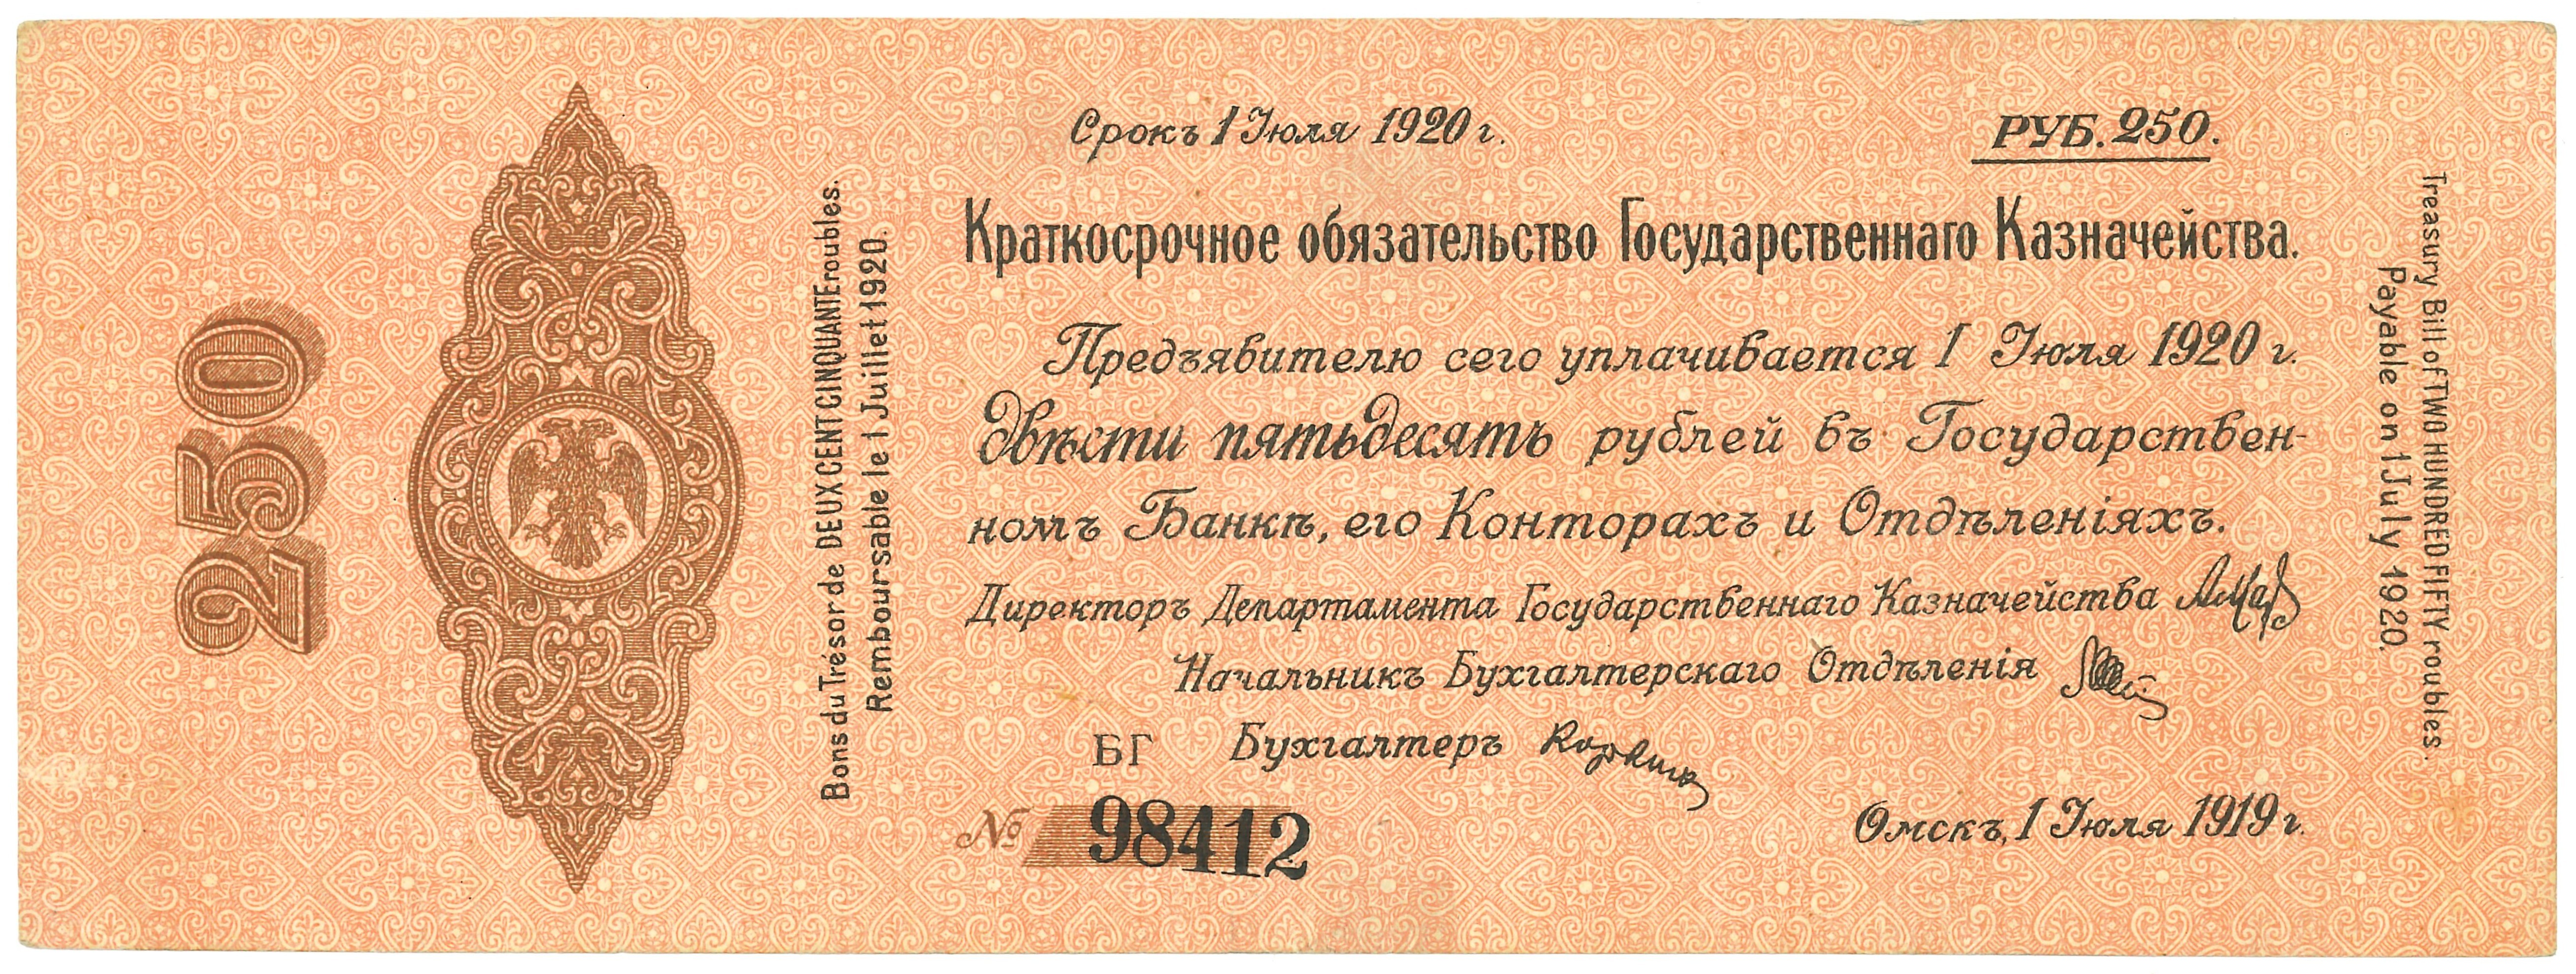 250
Bons du Trésor de DEUX CENT CINQUANTE roubles.
Remboursable le 1 Juillet 1920.
Срокъ 1 Іюля 1920 г.
РУБ. 250.
Краткосрочное обязательство Государственнаго Казначейства.
Предъявителю сего уплачивается 1 Іюля 1920 г.
Двѣсти пятьдесятъ рублей въ Государствен-
номъ Банкѣ, его Конторахъ и Отдѣленіяхъ.
Директоръ Департамента Государственнаго Казначейства
Начальникъ Бухгалтерскаго Отдѣленія
БГ Бухгалтеръ
№ 98412
Омскъ, 1 Іюля 1919 г.
Treasury Bill of TWO HUNDRED FIFTY roubles.
Payable on 1 July 1920.